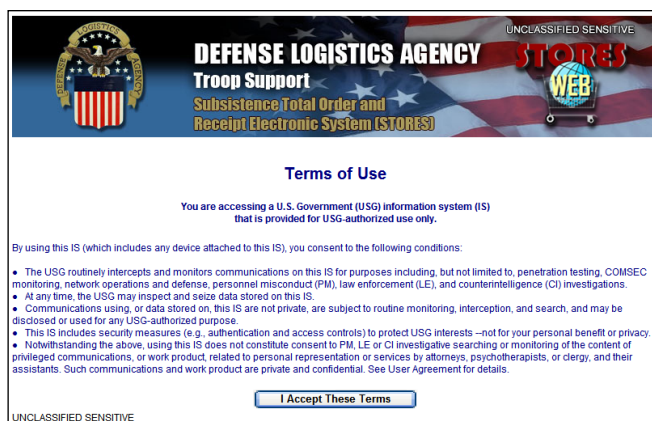 UNCLASSIFIED SENSITIVE
DEFENSE LOGISTICS AGENCY
Troop Support
Subsistence Total Order and
Receipt Electronic System (STORES)
DEFENSE LOGISTICS AGENCY
STORES
WEB
Terms of Use
You are accessing a U.S. Government (USG) information system (IS)
that is provided for USG-authorized use only.
By using this IS (which includes any device attached to this IS), you consent to the following conditions:
• The USG routinely intercepts and monitors communications on this IS for purposes including, but not limited to, penetration testing, COMSEC
monitoring, network operations and defense, personnel misconduct (PM), law enforcement (LE), and counterintelligence (CI) investigations.
• At any time, the USG may inspect and seize data stored on this IS.
• Communications using, or data stored on, this IS are not private, are subject to routine monitoring, interception, and search, and may be
disclosed or used for any USG-authorized purpose.
• This IS includes security measures (e.g., authentication and access controls) to protect USG interests --not for your personal benefit or privacy.
• Notwithstanding the above, using this IS does not constitute consent to PM, LE or CI investigative searching or monitoring of the content of
privileged communications, or work product, related to personal representation or services by attorneys, psychotherapists, or clergy, and their
assistants. Such communications and work product are private and confidential. See User Agreement for details.
I Accept These Terms
UNCLASSIFIED SENSITIVE